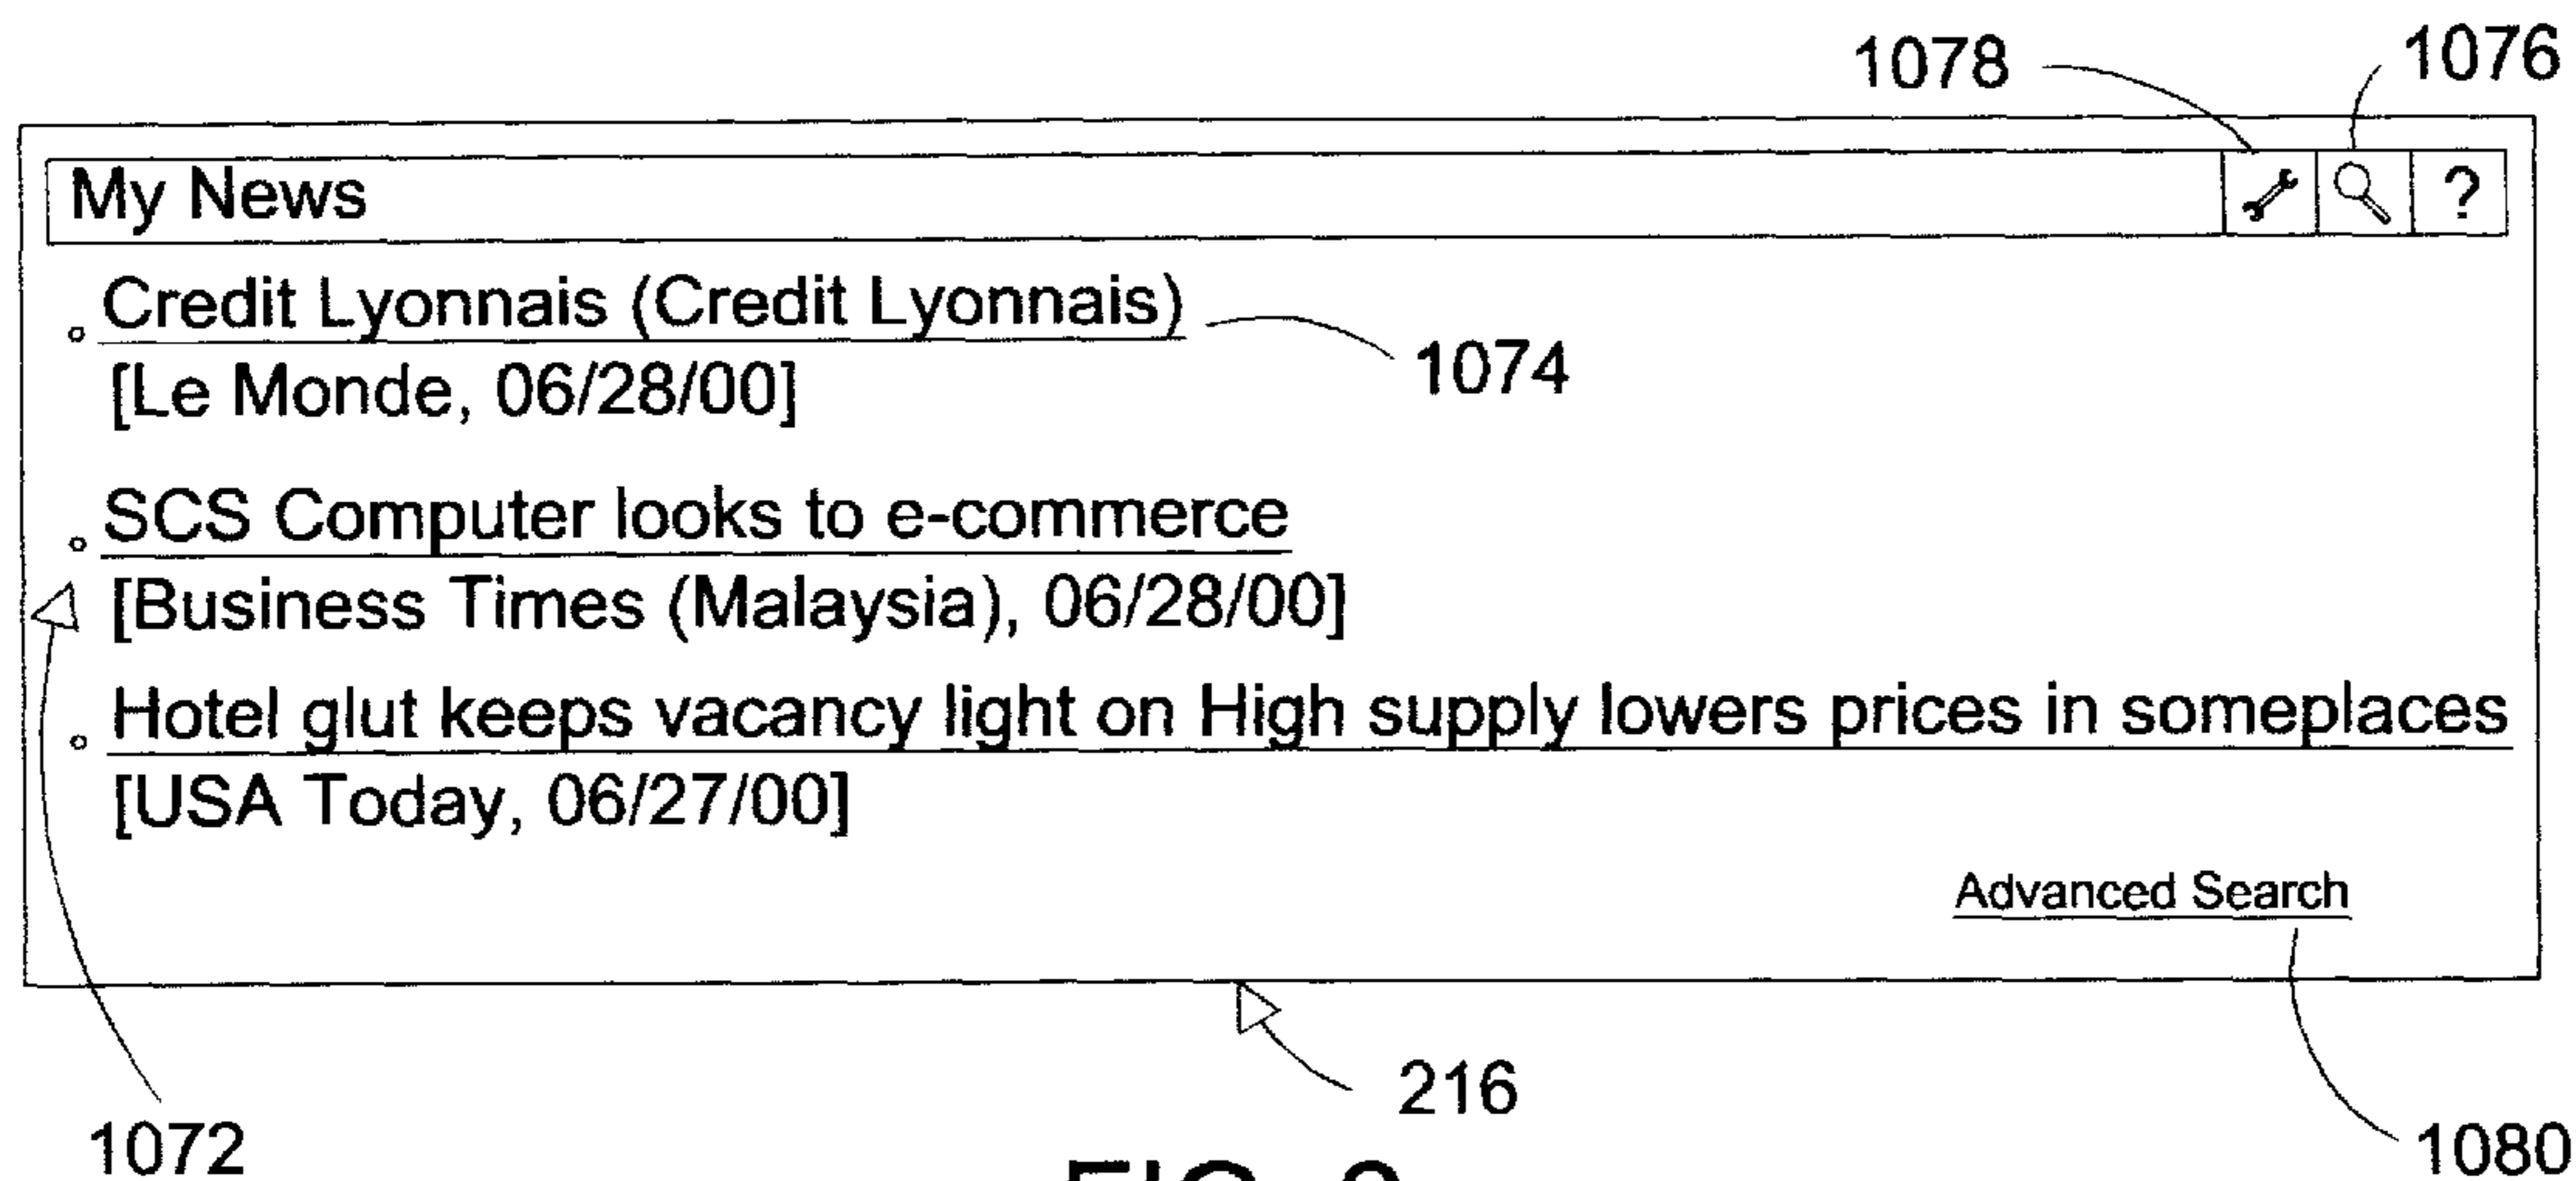 1078
1076
My News ?
Credit Lyonnais (Credit Lyonnais)
1074
[Le Monde, 06/28/00]
SCS Computer looks to e-commerce
[Business Times (Malaysia), 06/28/00]
Hotel glut keeps vacancy light on High supply lowers prices in someplaces
[USA Today, 06/27/00]
Advanced Search
216
1072
1080